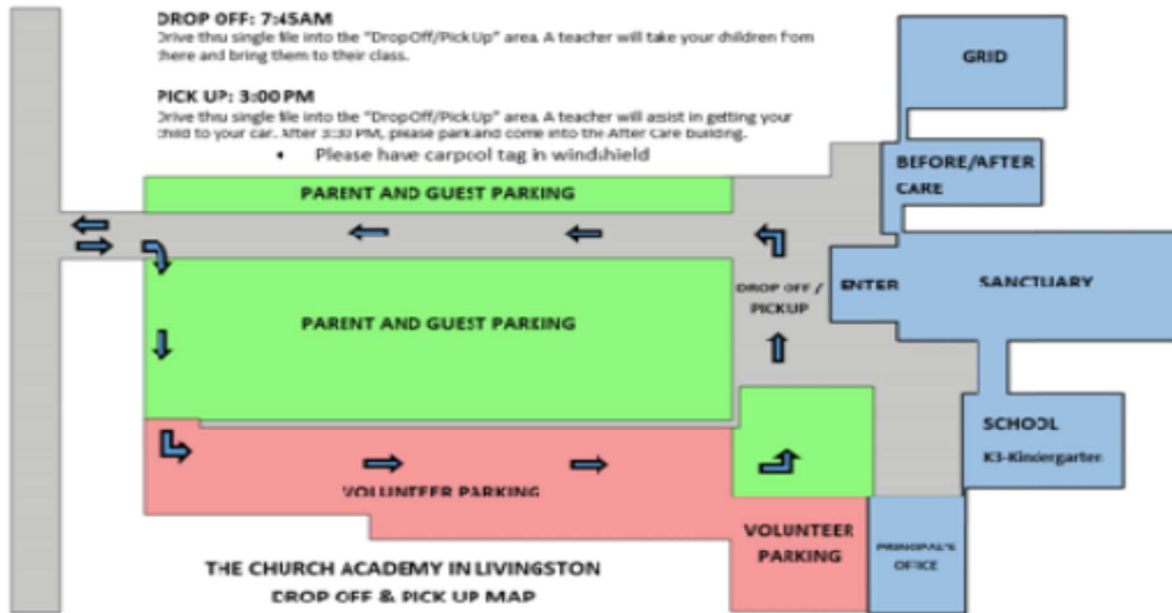 DROP OFF: 7:45AM
Drive thru single file into the "DropOff/Pick Up" area. A teacher will take your children from
there and bring them to their class.
PICK UP: 3:00 PM
Drive thru single file into the "DropOff/Pick Up" area. A teacher will assist in getting your
child to your car. After 3:30 PM, please park and come into the After Care building.
• Please have carpool tag in windshield
GRID
BEFORE/AFTER
CARE
PARENT AND GUEST PARKING
ENTER
SANCTUARY
DROP OFF /
PICKUP
PARENT AND GUEST PARKING
SCHOOL
K3-Kindergarten
VOLUNTEER PARKING
VOLUNTEER
PARKING
PRINCIPAL'S
OFFICE
THE CHURCH ACADEMY IN LIVINGSTON
DROP OFF & PICK UP MAP